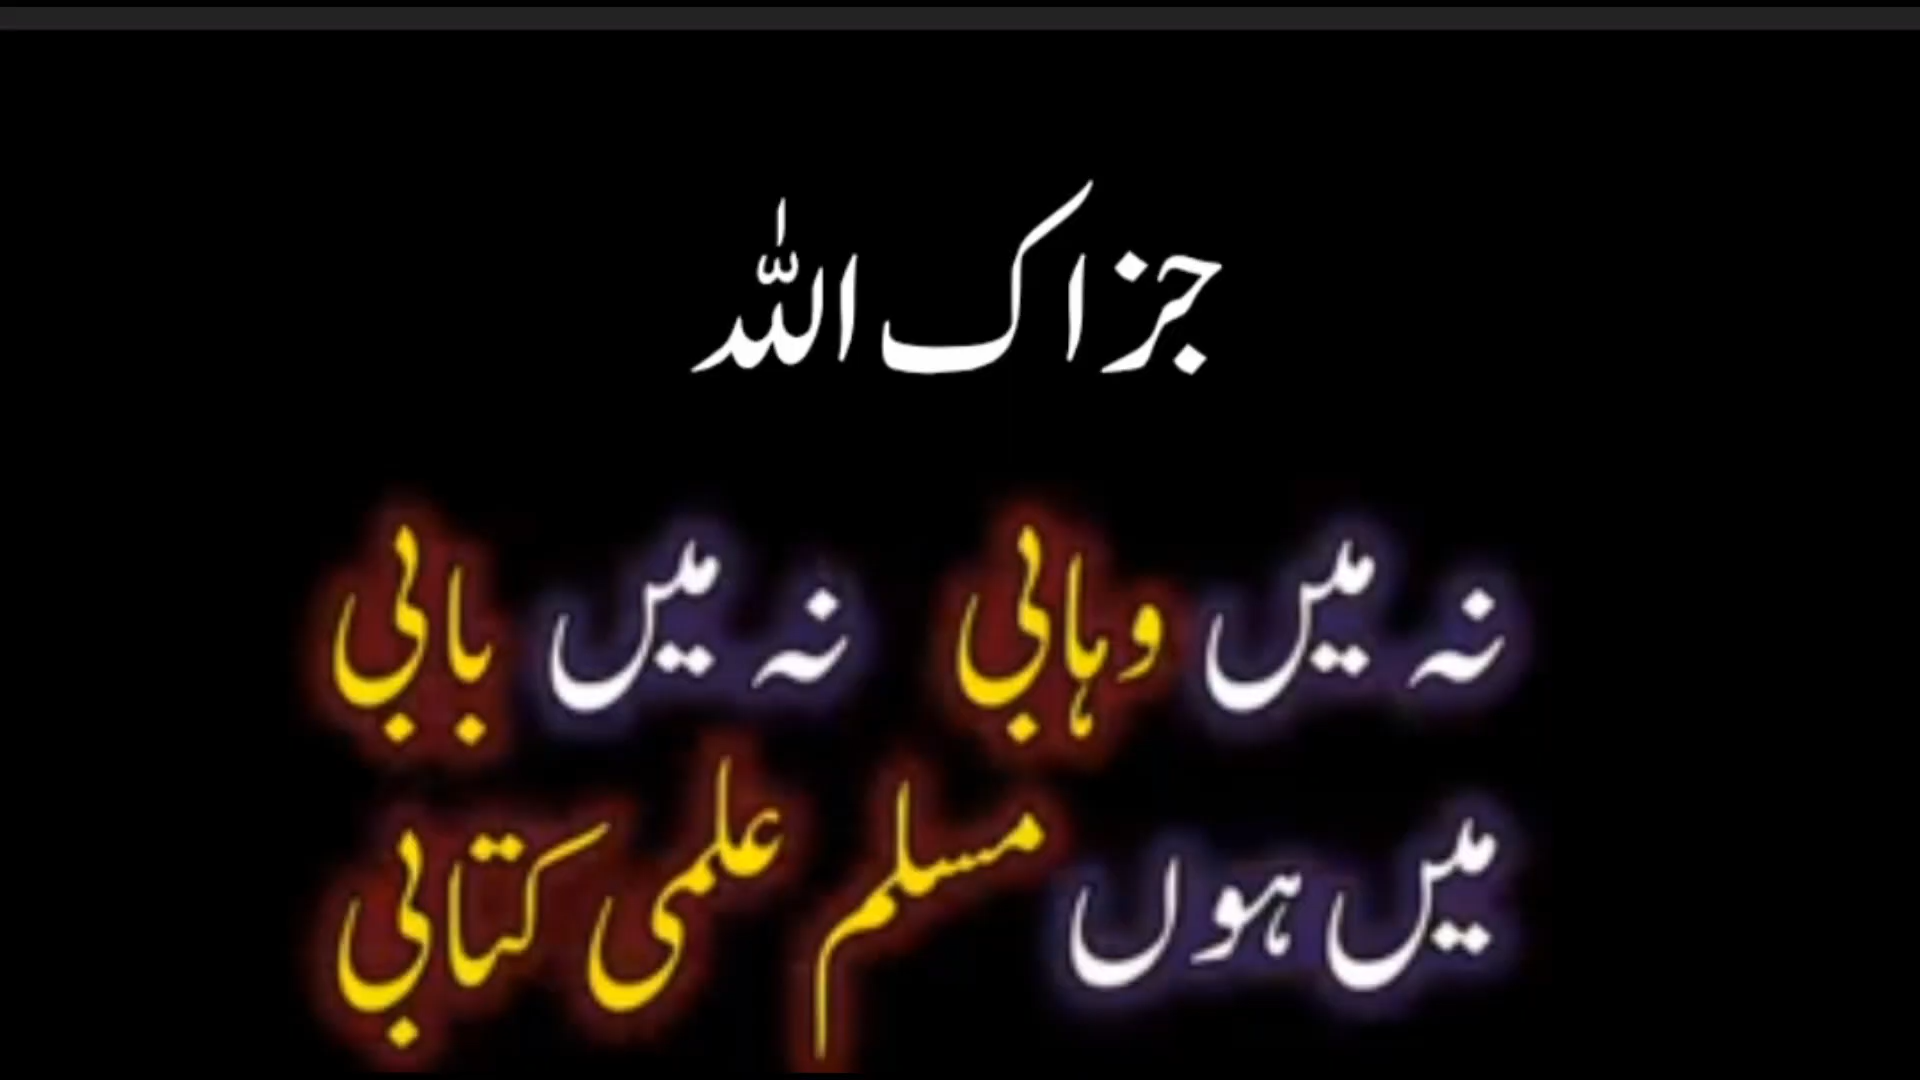 جزاک اللہ
نہ میں وہابی نہ میں بابی
میں ہوں مسلم علمی کتابی